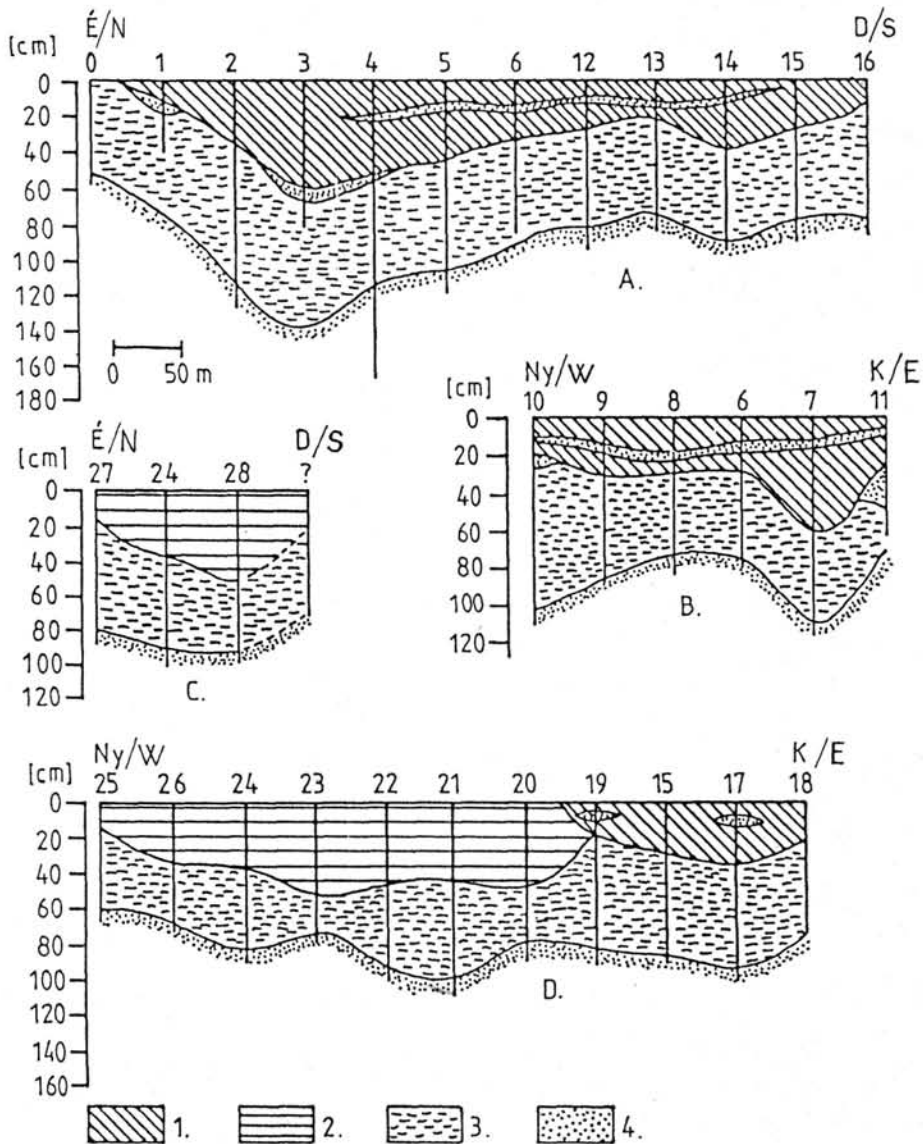 É/N D/S
[cm] 0 1 2 3 4 5 6 12 13 14 15 16
0
20
40
60
80
100
120
140
160
180
A.
0 50 m
Ny/W K/E
[cm] 10 9 8 6 7 11
0
20
40
60
80
100
120
B.
É/N D/S
[cm] 27 24 28 ?
0
20
40
60
80
100
120
C.
Ny/W K/E
[cm] 25 26 24 23 22 21 20 19 15 17 18
0
20
40
60
80
100
120
140
160
D.
1. 2. 3. 4.